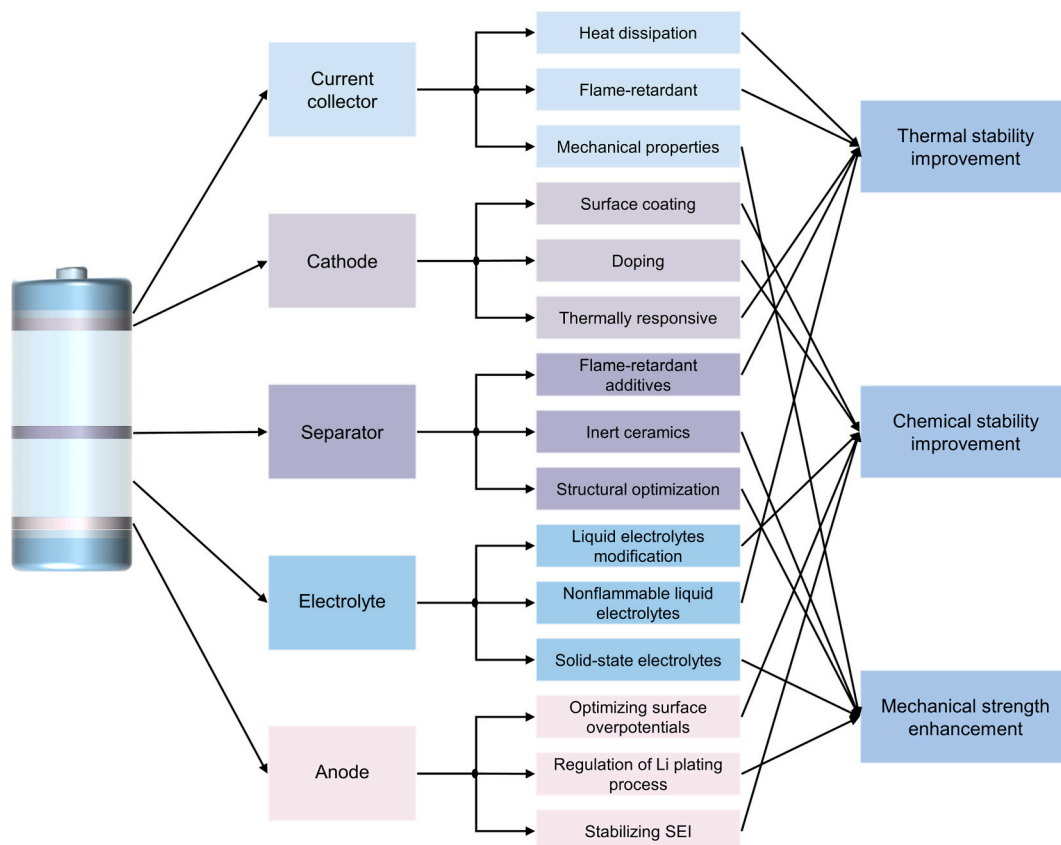 Current
collector
Heat dissipation
Flame-retardant
Mechanical properties
Cathode
Surface coating
Doping
Thermally responsive
Separator
Flame-retardant
additives
Inert ceramics
Structural optimization
Electrolyte
Liquid electrolytes
modification
Nonflammable liquid
electrolytes
Solid-state electrolytes
Anode
Optimizing surface
overpotentials
Regulation of Li plating
process
Stabilizing SEI
Thermal stability
improvement
Chemical stability
improvement
Mechanical strength
enhancement